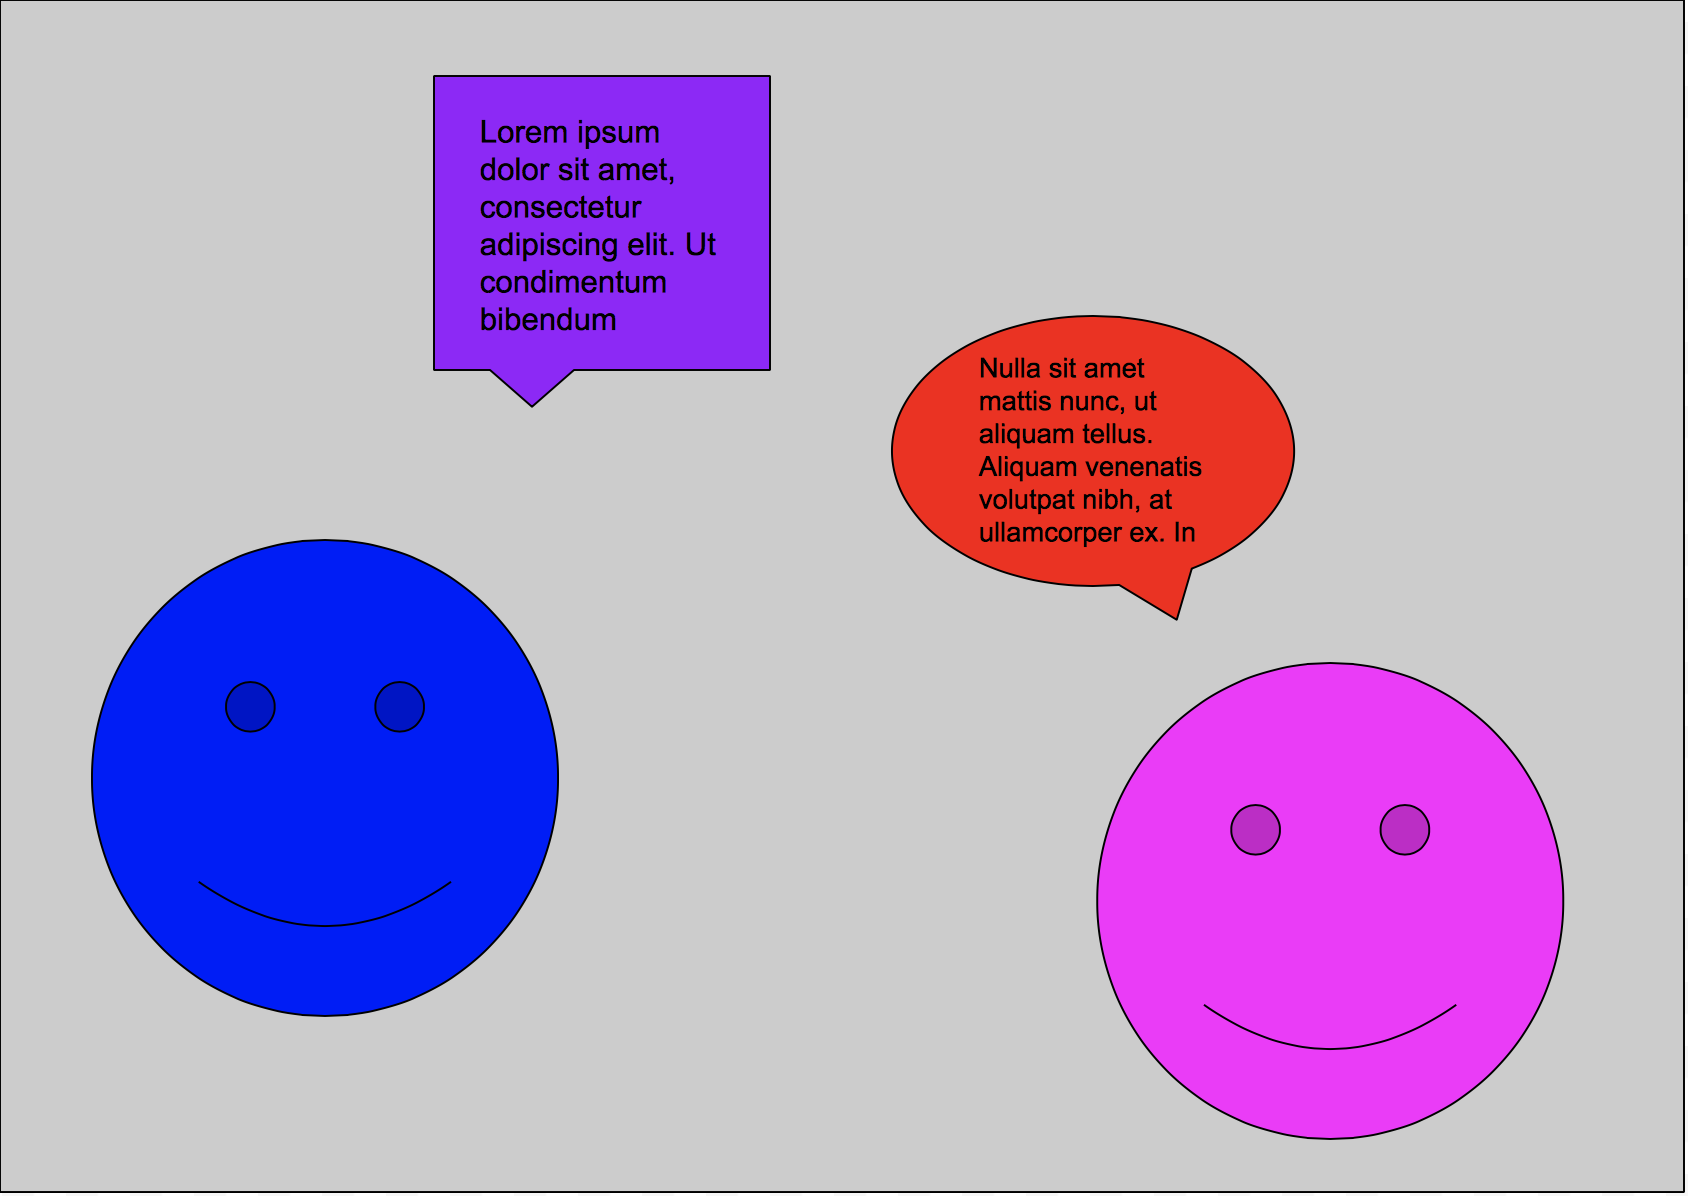 Lorem ipsum
dolor sit amet,
consectetur
adipiscing elit. Ut
condimentum
bibendum
Nulla sit amet
mattis nunc, ut
aliquam tellus.
Aliquam venenatis
volutpat nibh, at
ullamcorper ex. In